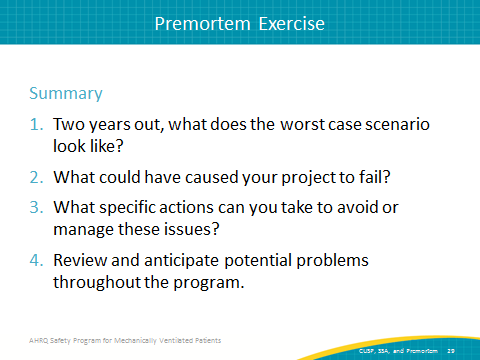 Premortem Exercise
Summary
1. Two years out, what does the worst case scenario
look like?
2. What could have caused your project to fail?
3. What specific actions can you take to avoid or
manage these issues?
4. Review and anticipate potential problems
throughout the program.
AHRQ Safety Program for Mechanically Ventilated Patients
CUSP, SSA, and Premortem 29